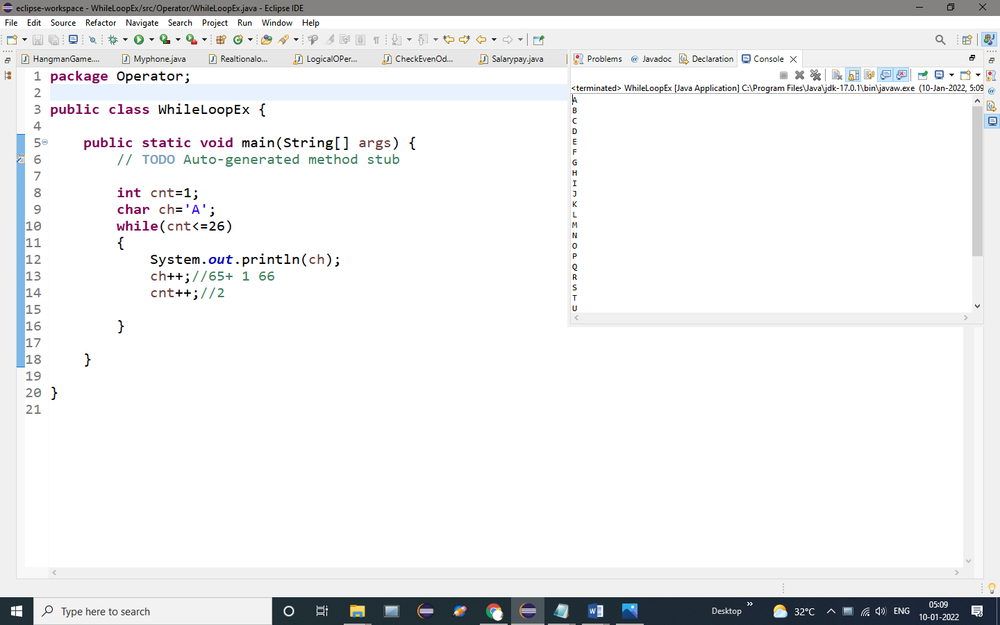 eclipse-workspace - WhileLoopEx/src/Operator/WhileLoopEx.java - Eclipse IDE
File Edit Source Refactor Navigate Search Project Run Window Help
HangmanGame.... Myphone.java Realtionalo... LogicalOPer... CheckEvenOd... Salarypay.java
Problems @ Javadoc Declaration Console
<terminated> WhileLoopEx [Java Application] C:\Program Files\Java\jdk-17.0.1\bin\javaw.exe (10-Jan-2022, 5:09
1 package Operator;
2
3 public class WhileLoopEx {
4
5 public static void main(String[] args) {
6 // TODO Auto-generated method stub
7
8 int cnt=1;
9 char ch='A';
10 while(cnt<=26)
11 {
12 System.out.println(ch);
13 ch++;//65+ 1 66
14 cnt++;//2
15
16 }
17
18 }
19
20 }
21
A
B
C
D
E
F
G
H
I
J
K
L
M
N
O
P
Q
R
S
T
U
Type here to search
Desktop
32°C
ENG
05:09
10-01-2022